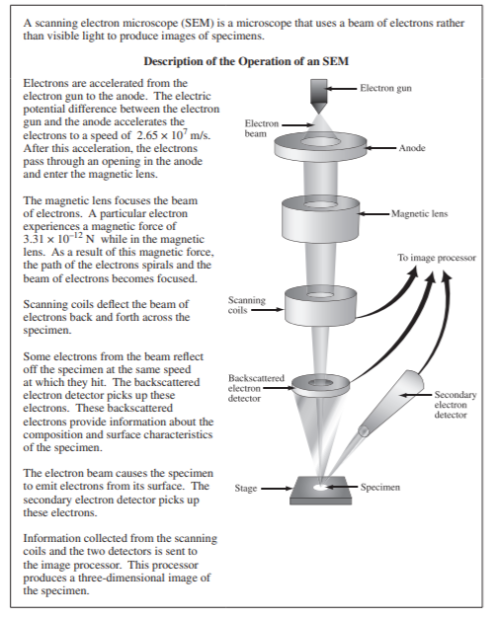 A scanning electron microscope (SEM) is a microscope that uses a beam of electrons rather
than visible light to produce images of specimens.
Description of the Operation of an SEM
Electrons are accelerated from the
electron gun to the anode. The electric
potential difference between the electron
gun and the anode accelerates the
electrons to a speed of 2.65 × 10⁷ m/s.
After this acceleration, the electrons
pass through an opening in the anode
and enter the magnetic lens.
The magnetic lens focuses the beam
of electrons. A particular electron
experiences a magnetic force of
3.31 × 10⁻¹² N while in the magnetic
lens. As a result of this magnetic force,
the path of the electrons spirals and the
beam of electrons becomes focused.
Scanning coils deflect the beam of
electrons back and forth across the
specimen.
Some electrons from the beam reflect
off the specimen at the same speed
at which they hit. The backscattered
electron detector picks up these
electrons. These backscattered
electrons provide information about the
composition and surface characteristics
of the specimen.
The electron beam causes the specimen
to emit electrons from its surface. The
secondary electron detector picks up
these electrons.
Information collected from the scanning
coils and the two detectors is sent to
the image processor. This processor
produces a three-dimensional image of
the specimen.
Electron gun
Electron
beam
Anode
Magnetic lens
To image processor
Scanning
coils
Backscattered
electron
detector
Secondary
electron
detector
Stage
Specimen